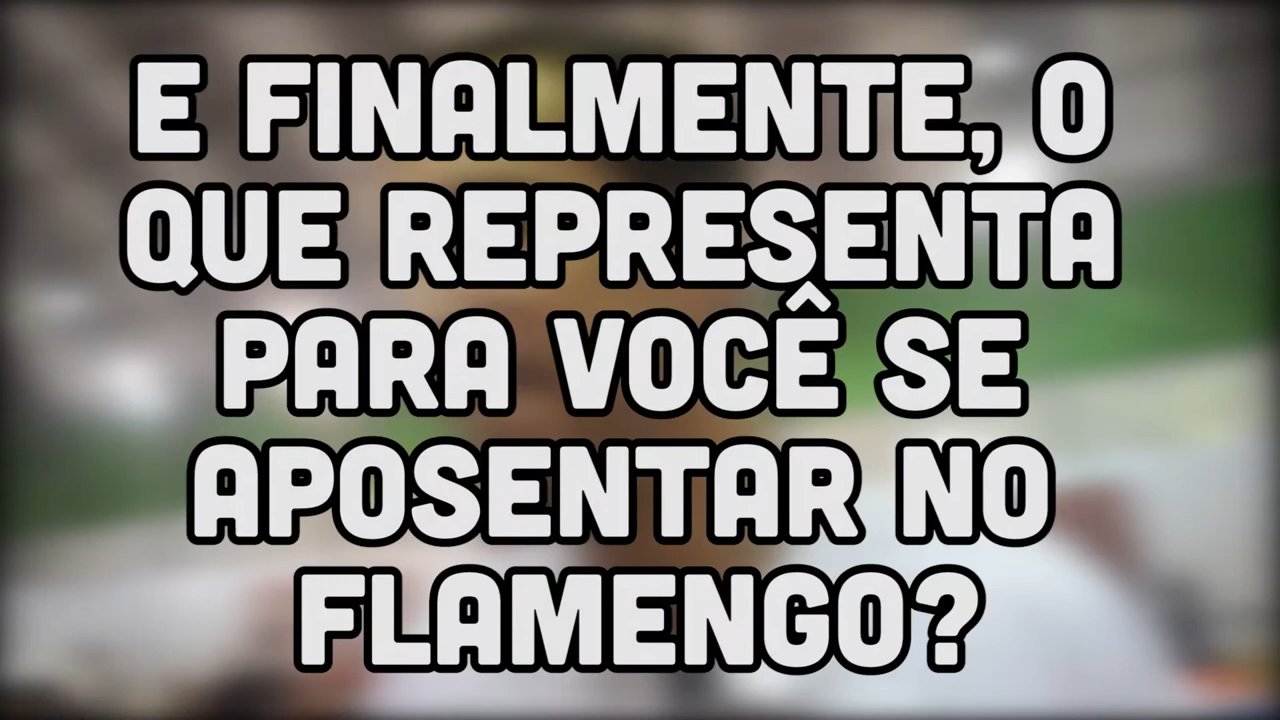 E FINALMENTE, O
QUE REPRESENTA
PARA VOCÊ SE
APOSENTAR NO
FLAMENGO?